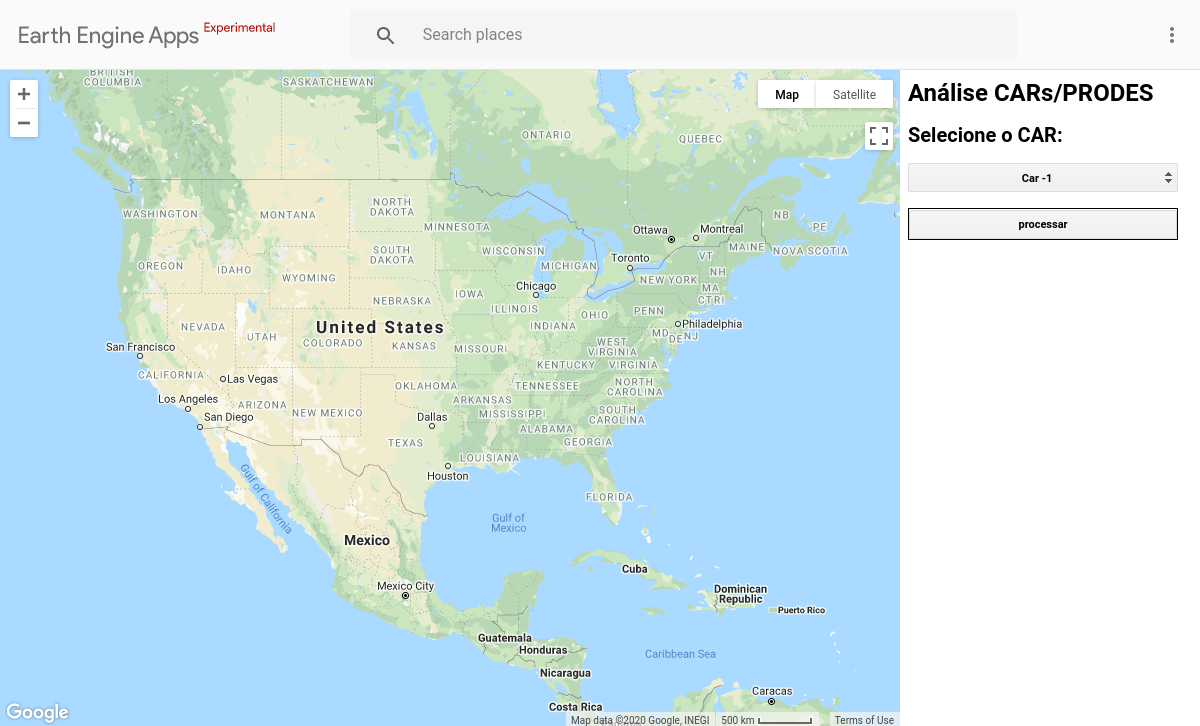 Earth Engine Apps Experimental
Search places
Map
Satellite
Análise CARs/PRODES
Selecione o CAR:
Car -1
processar
BRITISH
COLUMBIA
SASKATCHEWAN
ONTARIO
QUEBEC
WASHINGTON
MONTANA
NORTH
DAKOTA
MINNESOTA
Ottawa
Montreal
NB
PE
MAINE
NOVA SCOTIA
OREGON
IDAHO
SOUTH
DAKOTA
WISCONSIN
MICHIGAN
Toronto
VT
NH
WYOMING
NEW YORK
MA
CT
RI
Chicago
IOWA
NEBRASKA
ILLINOIS
OHIO
PENN
INDIANA
Philadelphia
NEVADA
UTAH
United States
COLORADO
KANSAS
MISSOURI
WEST
VIRGINIA
MD
DE
NJ
San Francisco
KENTUCKY
VIRGINIA
CALIFORNIA
Las Vegas
OKLAHOMA
TENNESSEE
NORTH
CAROLINA
Los Angeles
ARIZONA
NEW MEXICO
ARKANSAS
San Diego
Dallas
MISSISSIPPI
SOUTH
CAROLINA
ALABAMA
TEXAS
GEORGIA
LOUISIANA
Houston
Gulf of California
FLORIDA
Gulf of
Mexico
Mexico
Cuba
Mexico City
Dominican
Republic
Puerto Rico
Guatemala
Honduras
Caribbean Sea
Nicaragua
Caracas
Costa Rica
Google
Map data ©2020 Google, INEGI
500 km
Terms of Use